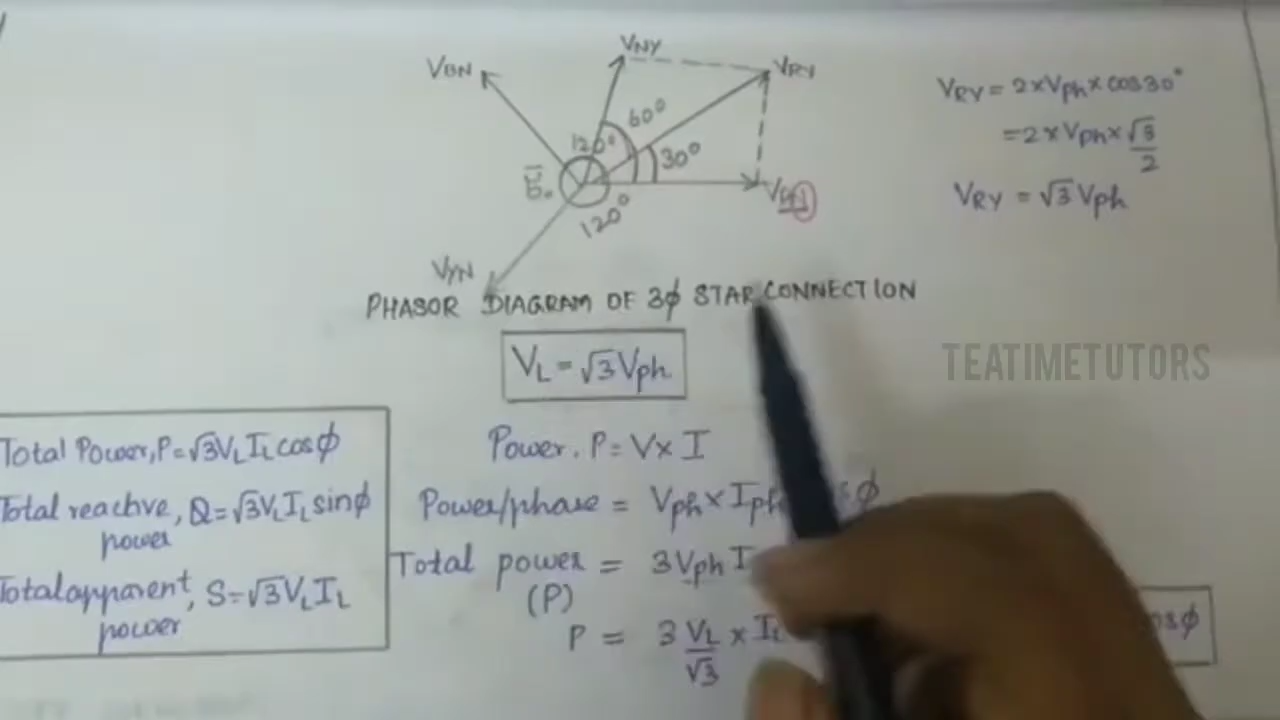 VNY
VBN
VRY
60°
120°
30°
120°
VYN
VRY = 2×Vph×cos30°
= 2×Vph×√3/2
VRY = √3 Vph
PHASOR DIAGRAM OF 3φ STAR CONNECTION
VL = √3 Vph
TEATIMETUTORS
Total Power, P=√3 VL IL cosφ
Total reactive, Q=√3 VL IL sinφ
power
Total apparent, S=√3 VL IL
power
Power. P = V× I
Power/phase = Vph × Iph
Total power = 3 Vph I
(P)
P = 3 VL/√3 × IL